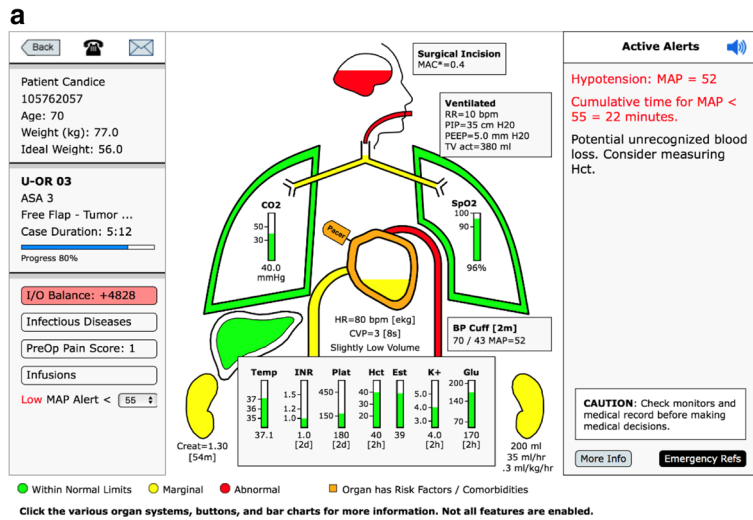 a
Back
Patient Candice
105762057
Age: 70
Weight (kg): 77.0
Ideal Weight: 56.0
U-OR 03
ASA 3
Free Flap - Tumor ...
Case Duration: 5:12
Progress 80%
I/O Balance: +4828
Infectious Diseases
PreOp Pain Score: 1
Infusions
Low MAP Alert < 55
Surgical Incision
MAC*=0.4
Ventilated
RR=10 bpm
PIP=35 cm H20
PEEP=5.0 mm H20
TV act=380 ml
CO2
50
30
40.0
mmHg
SpO2
100
90
96%
Pacer
HR=80 bpm [ekg]
CVP=3 [8s]
Slightly Low Volume
BP Cuff [2m]
70 / 43 MAP=52
Temp INR Plat Hct Est K+ Glu
37
36
35
37.1
1.5
1.2
1.0
1.0
[2d]
450
150
180
[2d]
40
30
20
40
[2h]
39
5.0
4.0
3.0
4.0
[2h]
200
140
70
170
[2h]
Creat=1.30
[54m]
200 ml
35 ml/hr
.3 ml/kg/hr
Active Alerts
Hypotension: MAP = 52
Cumulative time for MAP <
55 = 22 minutes.
Potential unrecognized blood
loss. Consider measuring
Hct.
CAUTION: Check monitors and
medical record before making
medical decisions.
More Info
Emergency Refs
Within Normal Limits Marginal Abnormal Organ has Risk Factors / Comorbidities
Click the various organ systems, buttons, and bar charts for more information. Not all features are enabled.